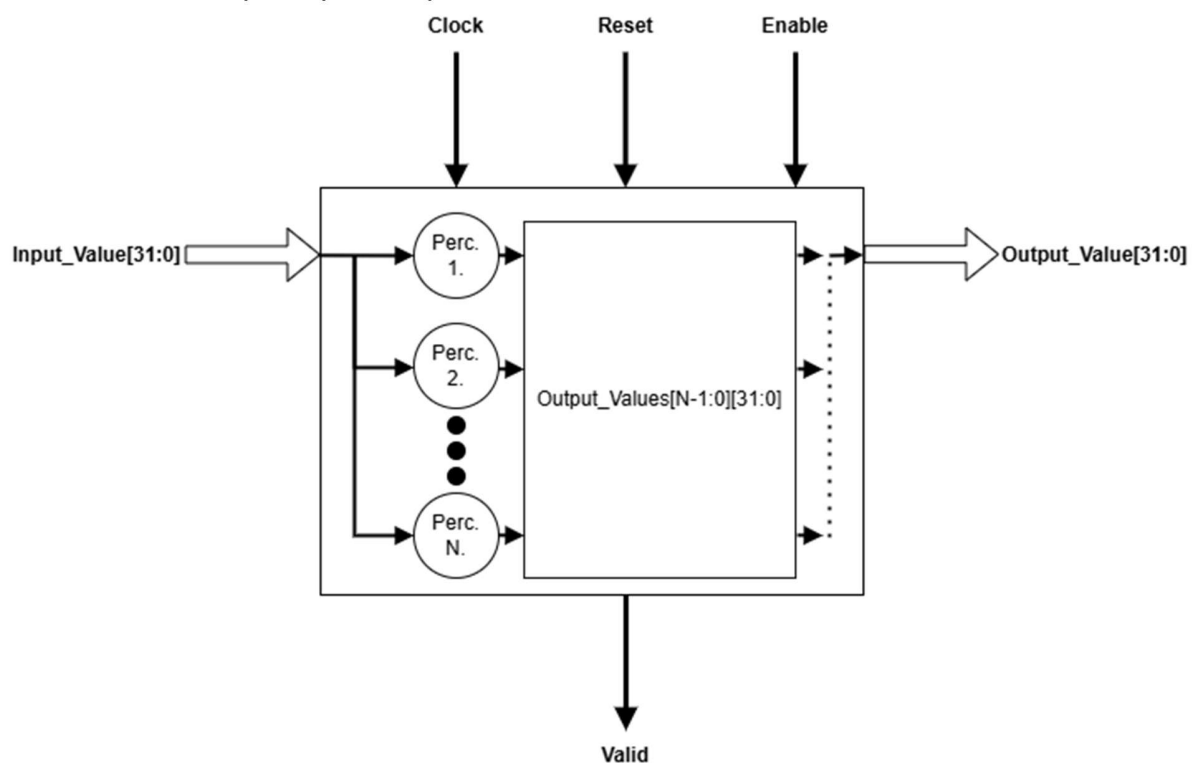 Clock
Reset
Enable
Input_Value[31:0]
Perc.
1.
Output_Value[31:0]
Perc.
2.
Output_Values[N-1:0][31:0]
Perc.
N.
Valid